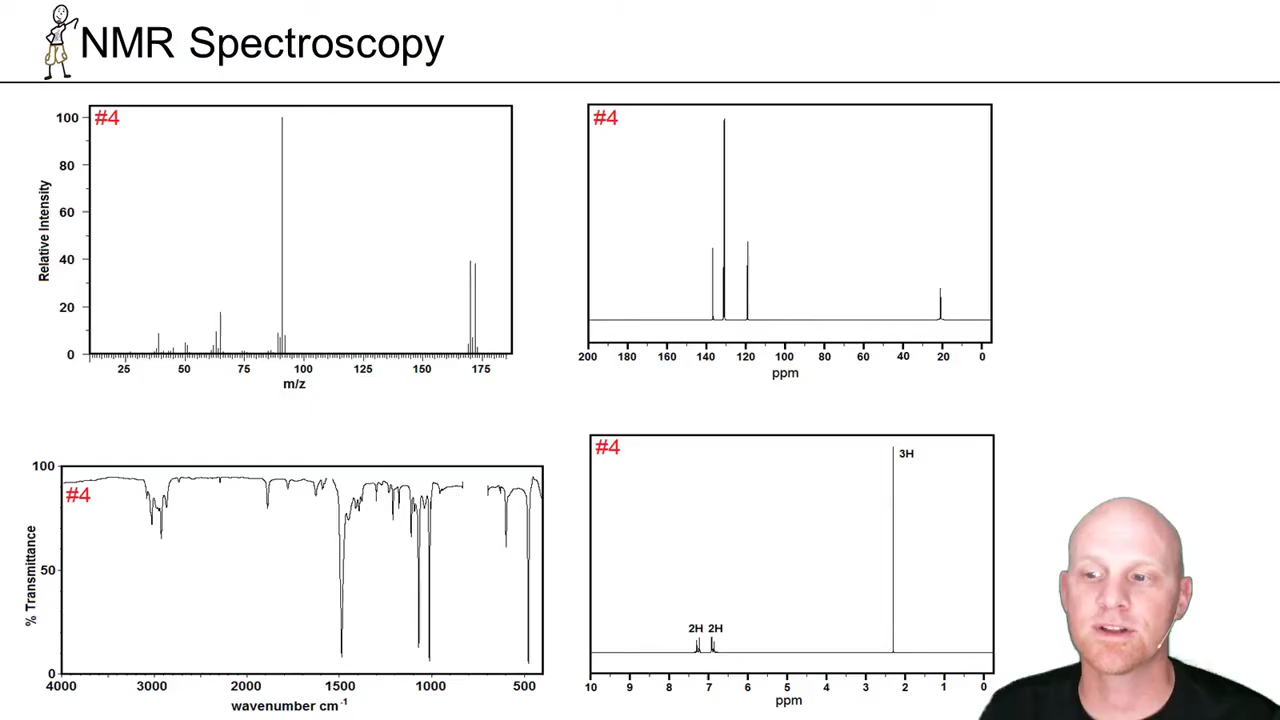 NMR Spectroscopy
#4
100
80
60
40
20
0
Relative Intensity
25 50 75 100 125 150 175
m/z
#4
200 180 160 140 120 100 80 60 40 20 0
ppm
#4
100
50
0
% Transmittance
4000 3000 2000 1500 1000 500
wavenumber cm-1
#4
3H
2H 2H
10 9 8 7 6 5 4 3 2 1 0
ppm